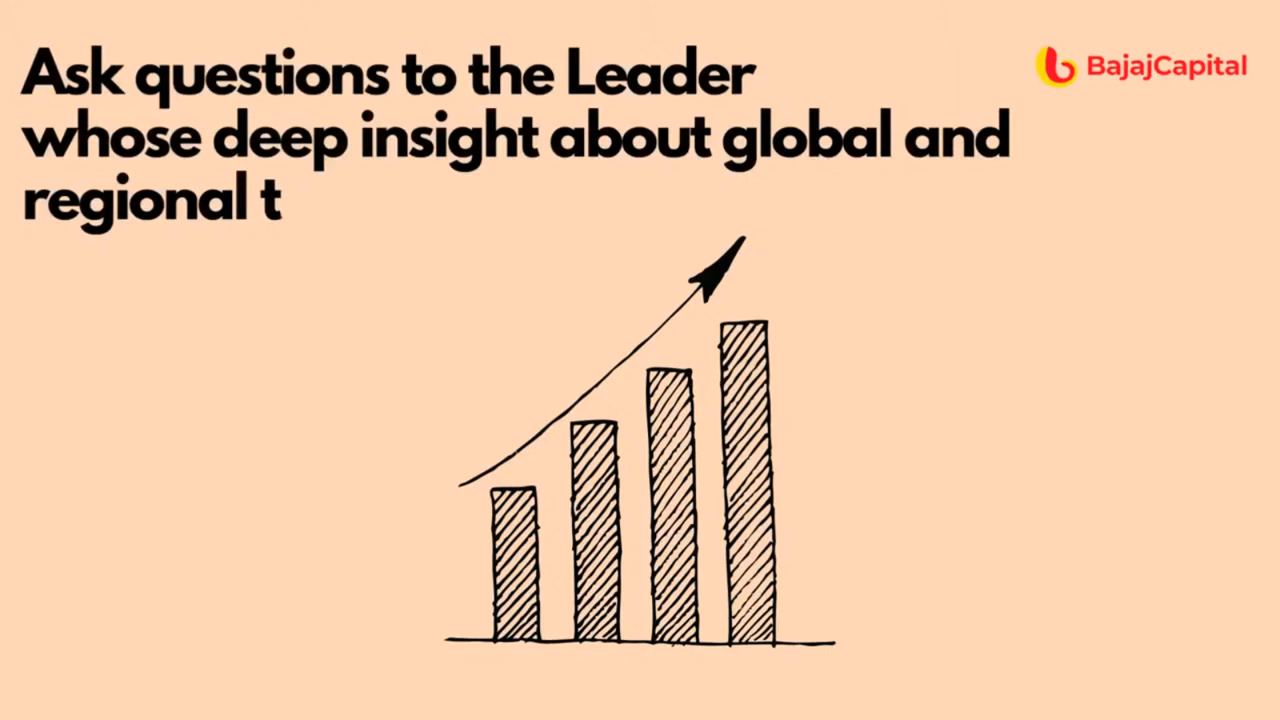 Ask questions to the Leader
whose deep insight about global and
regional t
BajajCapital